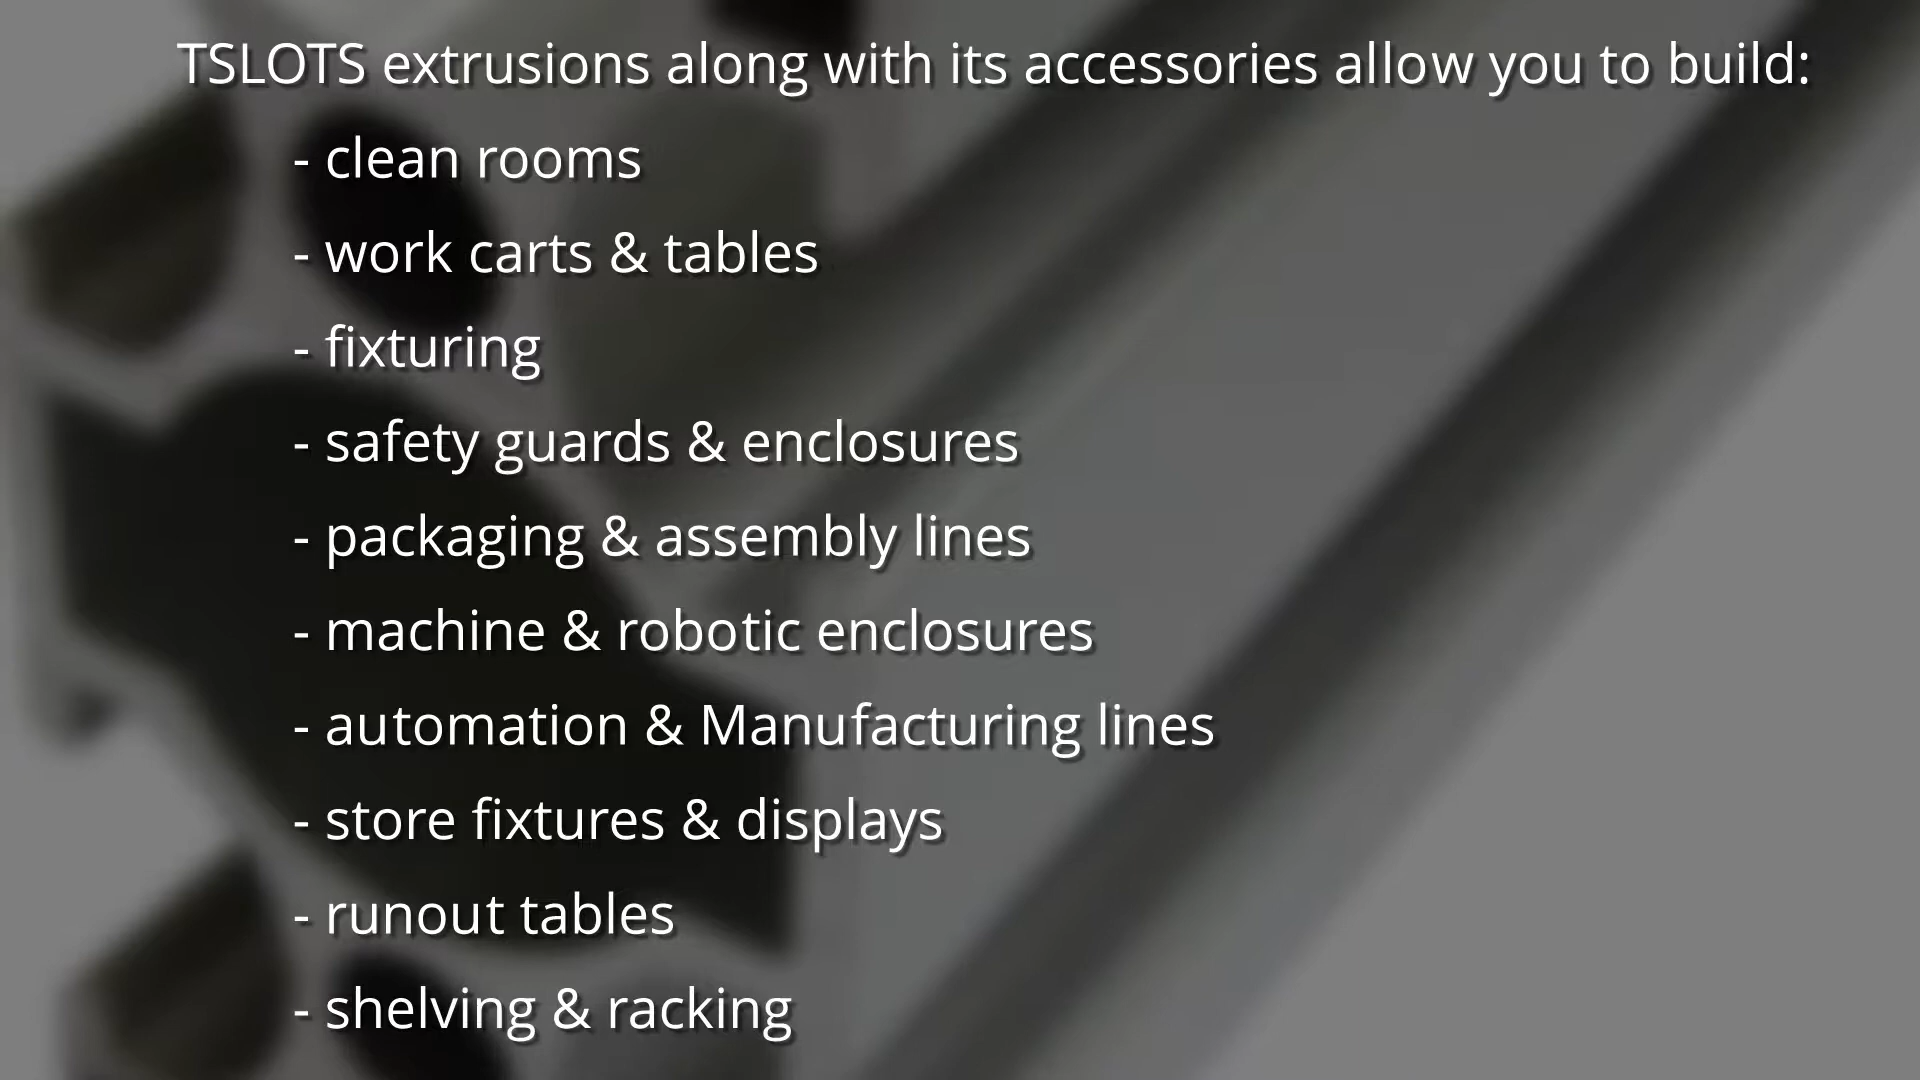 TSLOTS extrusions along with its accessories allow you to build:
- clean rooms
- work carts & tables
- fixturing
- safety guards & enclosures
- packaging & assembly lines
- machine & robotic enclosures
- automation & Manufacturing lines
- store fixtures & displays
- runout tables
- shelving & racking